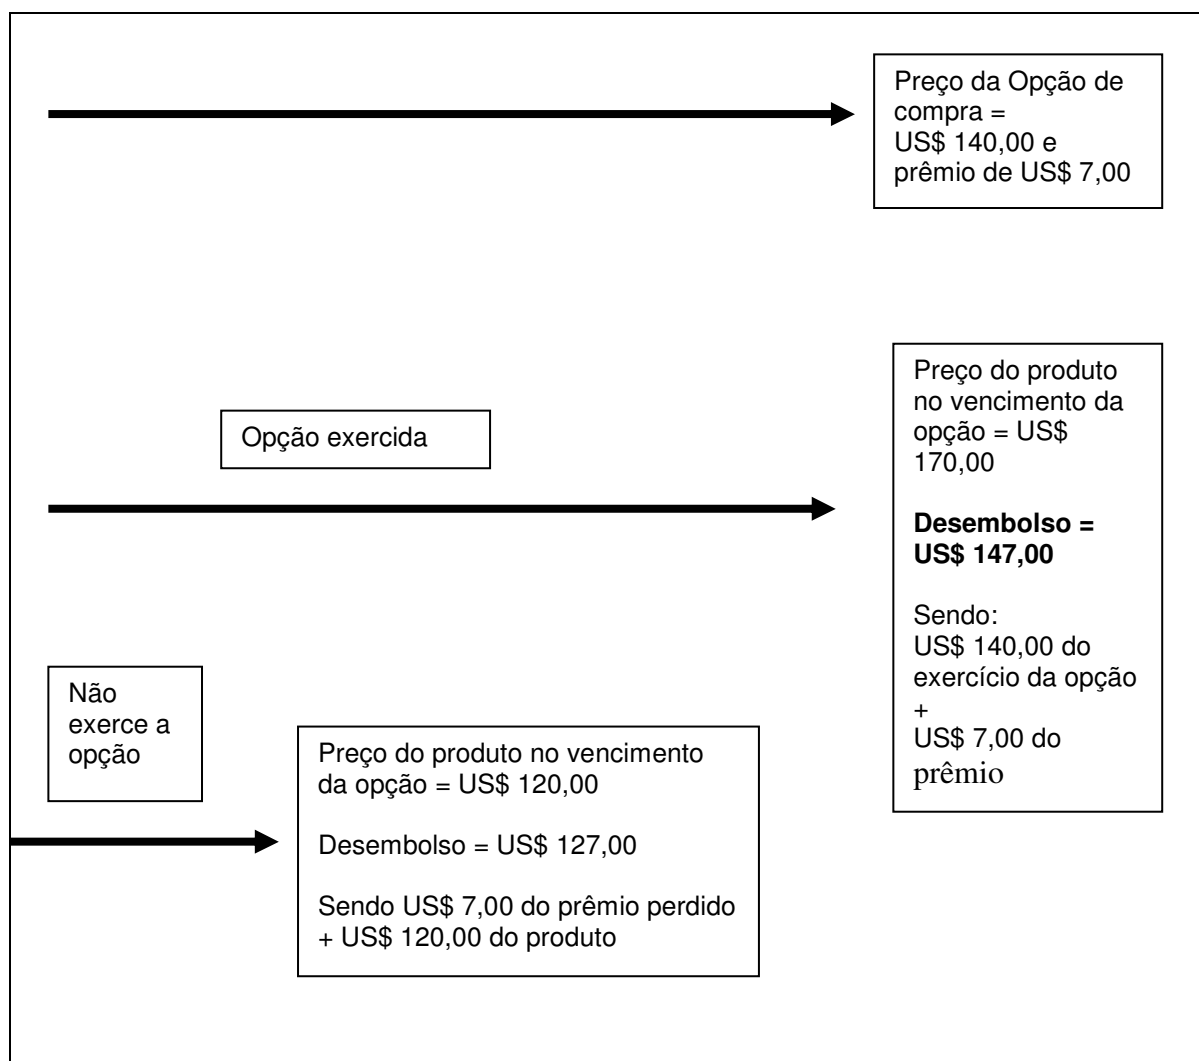 Preço da Opção de
compra =
US$ 140,00 e
prêmio de US$ 7,00
Opção exercida
Preço do produto
no vencimento da
opção = US$
170,00
Desembolso =
US$ 147,00
Sendo:
US$ 140,00 do
exercício da opção
+
US$ 7,00 do
prêmio
Não
exerce a
opção
Preço do produto no vencimento
da opção = US$ 120,00
Desembolso = US$ 127,00
Sendo US$ 7,00 do prêmio perdido
+ US$ 120,00 do produto